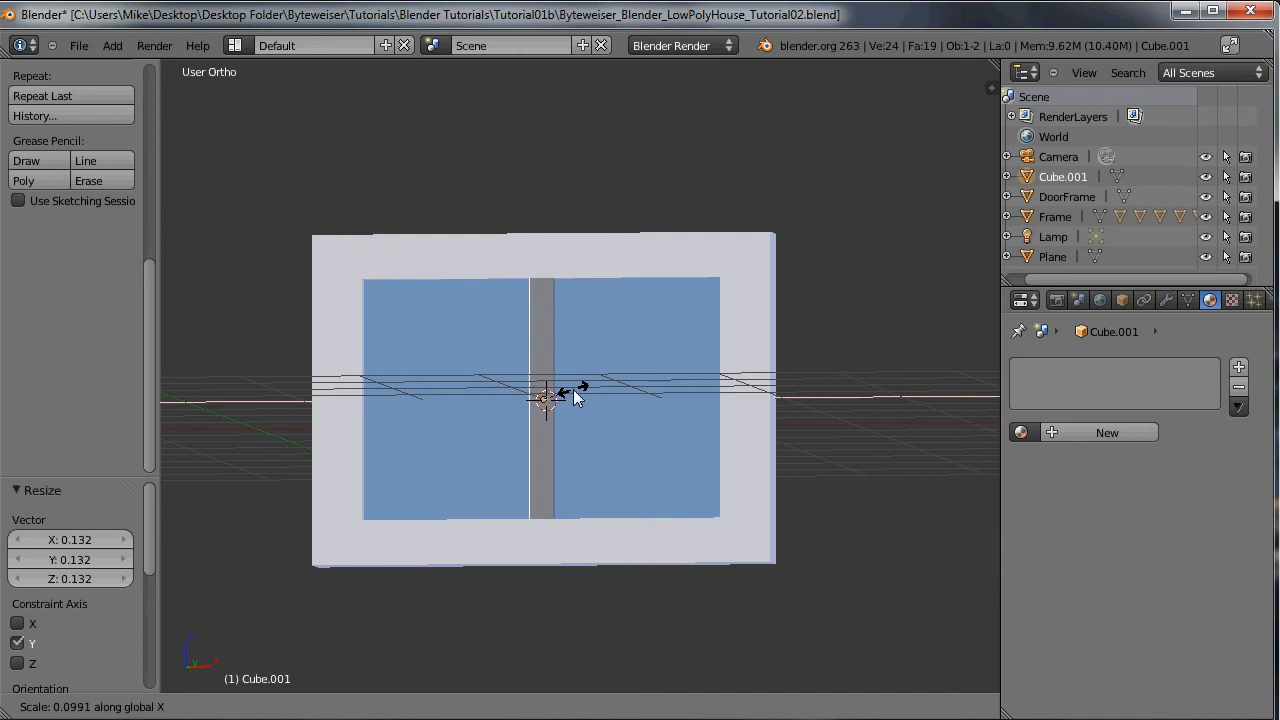 Blender* [C:\Users\Mike\Desktop\Desktop Folder\Byteweiser\Tutorials\Blender Tutorials\Tutorial01b\Byteweiser_Blender_LowPolyHouse_Tutorial02.blend]
File Add Render Help Default Scene Blender Render blender.org 263 | Ve:24 | Fa:19 | Ob:1-2 | La:0 | Mem:9.62M (10.40M) | Cube.001
Repeat:
Repeat Last
History...
Grease Pencil:
Draw Line
Poly Erase
Use Sketching Sessio
Resize
Vector
X: 0.132
Y: 0.132
Z: 0.132
Constraint Axis
X
Y
Z
Orientation
User Ortho
(1) Cube.001
Scale: 0.0991 along global X
View Search All Scenes
Scene
RenderLayers |
World
Camera |
Cube.001 |
DoorFrame |
Frame |
Lamp |
Plane |
Cube.001
New